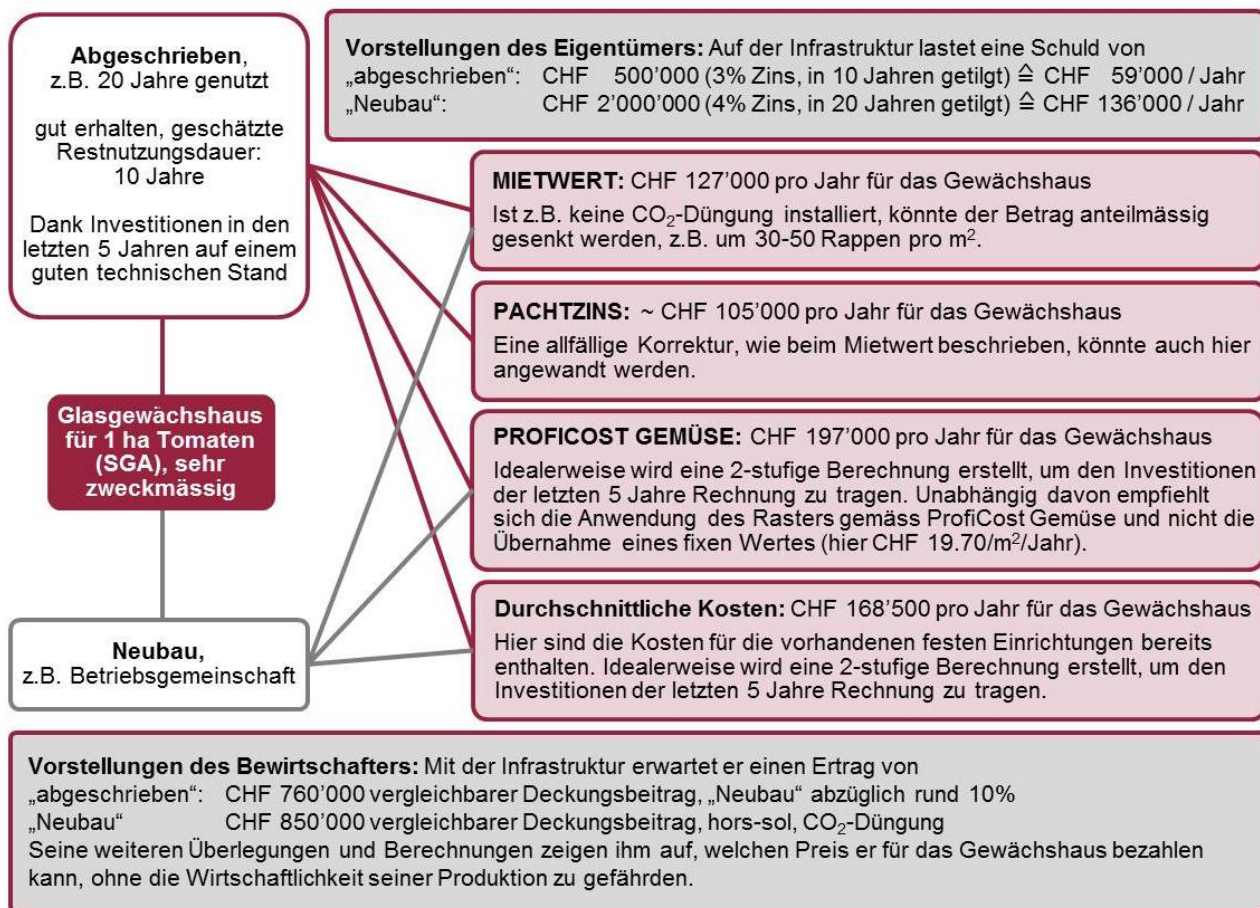 Abgeschrieben,
z.B. 20 Jahre genutzt
gut erhalten, geschätzte
Restnutzungsdauer:
10 Jahre
Dank Investitionen in den
letzten 5 Jahren auf einem
guten technischen Stand
Glasgewächshaus
für 1 ha Tomaten
(SGA), sehr
zweckmässig
Neubau,
z.B. Betriebsgemeinschaft
Vorstellungen des Eigentümers: Auf der Infrastruktur lastet eine Schuld von
„abgeschrieben“: CHF 500’000 (3% Zins, in 10 Jahren getilgt) ≙ CHF 59’000 / Jahr
„Neubau“: CHF 2’000’000 (4% Zins, in 20 Jahren getilgt) ≙ CHF 136’000 / Jahr
MIETWERT: CHF 127’000 pro Jahr für das Gewächshaus
Ist z.B. keine CO₂-Düngung installiert, könnte der Betrag anteilmässig
gesenkt werden, z.B. um 30-50 Rappen pro m².
PACHTZINS: ~ CHF 105’000 pro Jahr für das Gewächshaus
Eine allfällige Korrektur, wie beim Mietwert beschrieben, könnte auch hier
angewandt werden.
PROFICOST GEMÜSE: CHF 197’000 pro Jahr für das Gewächshaus
Idealerweise wird eine 2-stufige Berechnung erstellt, um den Investitionen
der letzten 5 Jahre Rechnung zu tragen. Unabhängig davon empfiehlt
sich die Anwendung des Rasters gemäss ProfiCost Gemüse und nicht die
Übernahme eines fixen Wertes (hier CHF 19.70/m²/Jahr).
Durchschnittliche Kosten: CHF 168’500 pro Jahr für das Gewächshaus
Hier sind die Kosten für die vorhandenen festen Einrichtungen bereits
enthalten. Idealerweise wird eine 2-stufige Berechnung erstellt, um den
Investitionen der letzten 5 Jahre Rechnung zu tragen.
Vorstellungen des Bewirtschafters: Mit der Infrastruktur erwartet er einen Ertrag von
„abgeschrieben“: CHF 760’000 vergleichbarer Deckungsbeitrag, „Neubau“ abzüglich rund 10%
„Neubau“ CHF 850’000 vergleichbarer Deckungsbeitrag, hors-sol, CO₂-Düngung
Seine weiteren Überlegungen und Berechnungen zeigen ihm auf, welchen Preis er für das Gewächshaus bezahlen
kann, ohne die Wirtschaftlichkeit seiner Produktion zu gefährden.